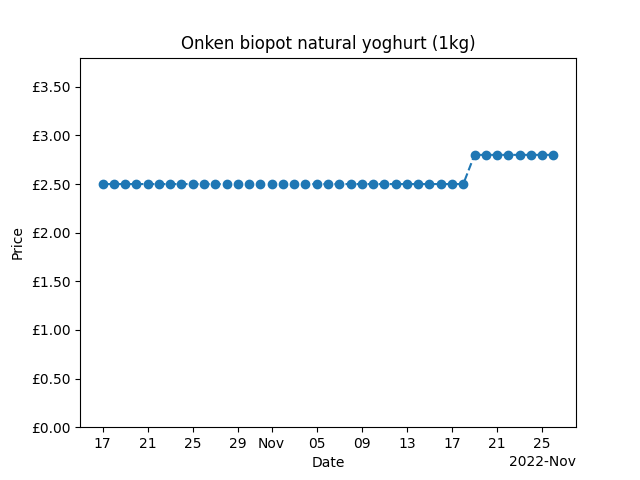 Onken biopot natural yoghurt (1kg)
£3.50
£3.00
£2.50
£2.00
£1.50
£1.00
£0.50
£0.00
Price
17 21 25 29 Nov 05 09 13 17 21 25
Date
2022-Nov